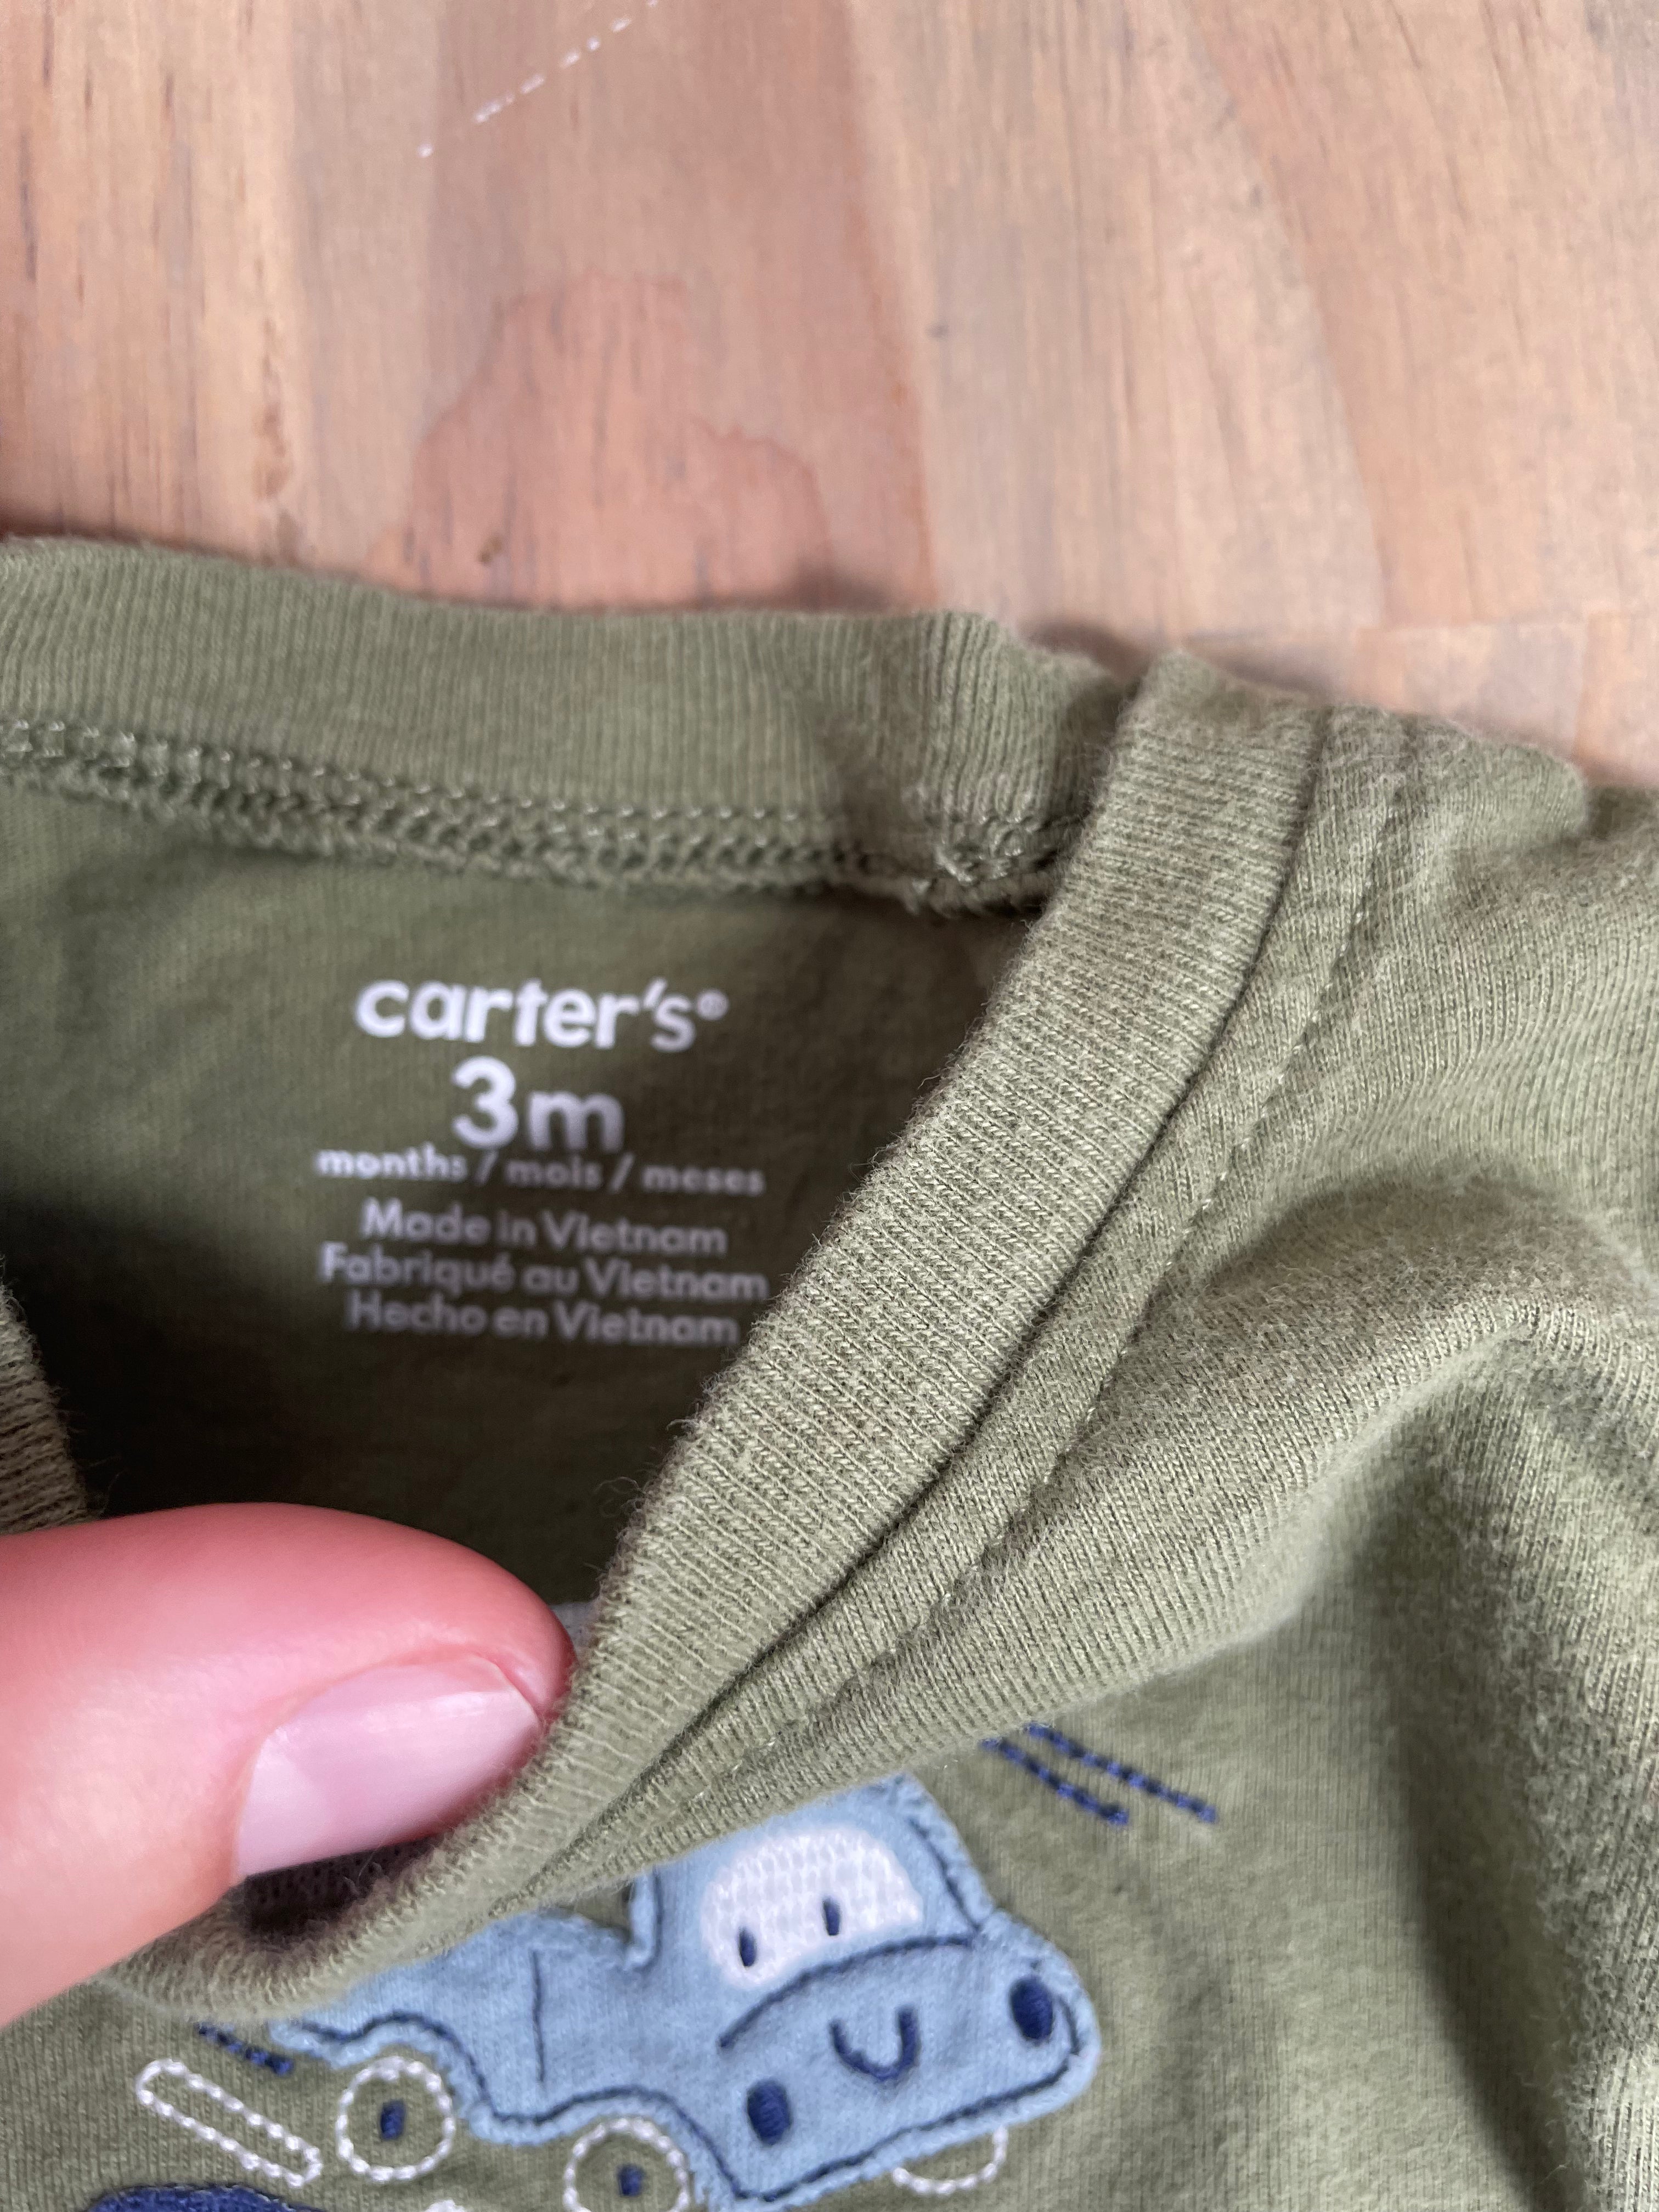 carter's®
3m
months / mois / meses
Made in Vietnam
Fabriqué au Vietnam
Hecho en Vietnam